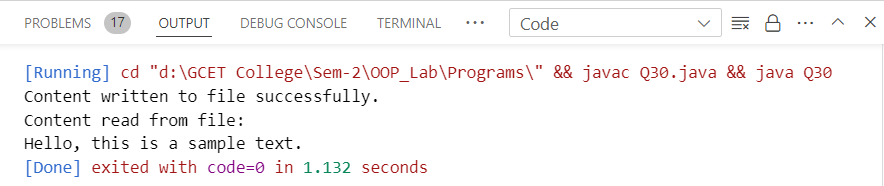 PROBLEMS 17 OUTPUT DEBUG CONSOLE TERMINAL ··· Code ···
[Running] cd "d:\GCET College\Sem-2\OOP_Lab\Programs\" && javac Q30.java && java Q30
Content written to file successfully.
Content read from file:
Hello, this is a sample text.
[Done] exited with code=0 in 1.132 seconds